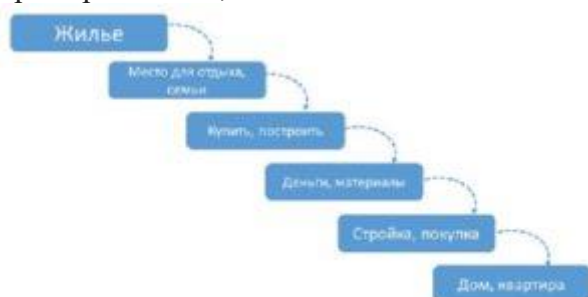 Жилье
Место для отдыха,
семьи
Купить, построить
Деньги, материалы
Стройка, покупка
Дом, квартира